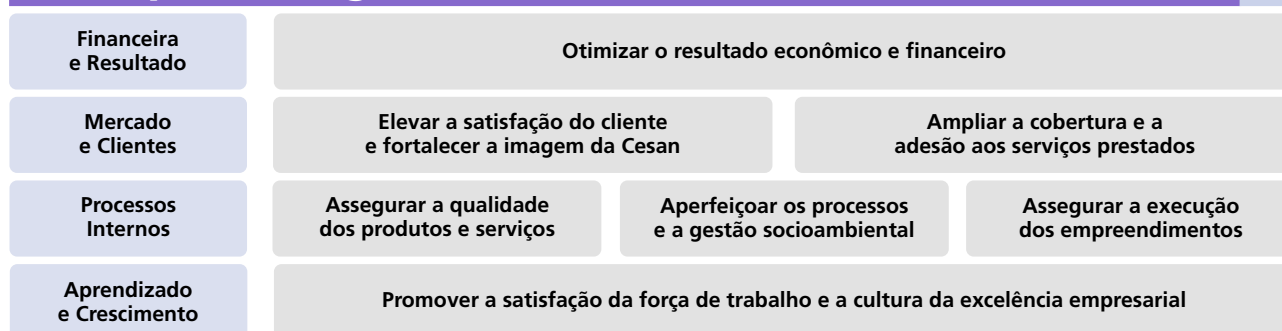 Financeira
e Resultado
Otimizar o resultado econômico e financeiro
Mercado
e Clientes
Elevar a satisfação do cliente
e fortalecer a imagem da Cesan
Ampliar a cobertura e a
adesão aos serviços prestados
Processos
Internos
Assegurar a qualidade
dos produtos e serviços
Aperfeiçoar os processos
e a gestão socioambiental
Assegurar a execução
dos empreendimentos
Aprendizado
e Crescimento
Promover a satisfação da força de trabalho e a cultura da excelência empresarial